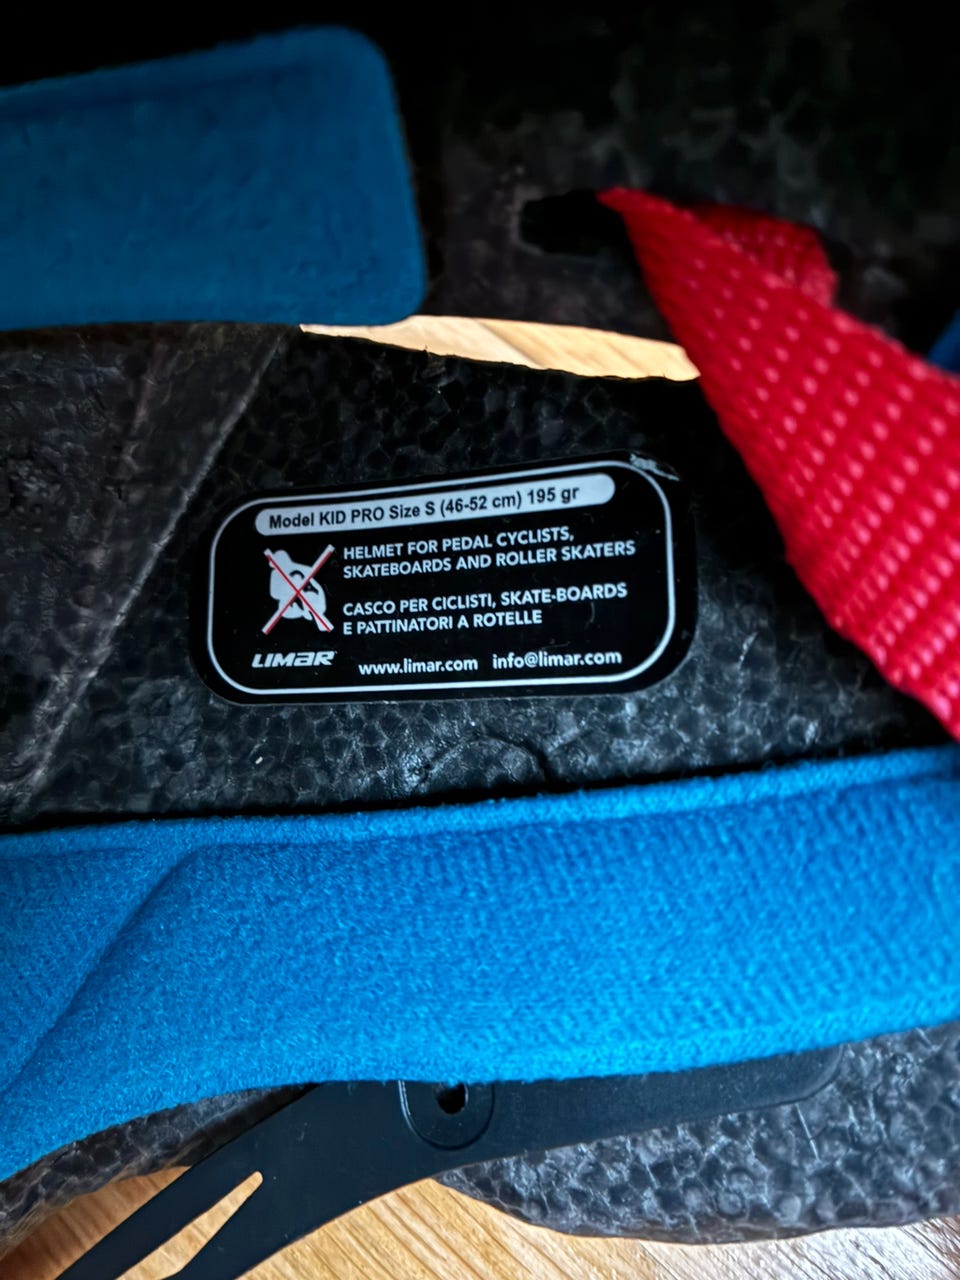 Model KID PRO Size S (46-52 cm) 195 gr
HELMET FOR PEDAL CYCLISTS,
SKATEBOARDS AND ROLLER SKATERS
CASCO PER CICLISTI, SKATE-BOARDS
E PATTINATORI A ROTELLE
LIMAR www.limar.com info@limar.com